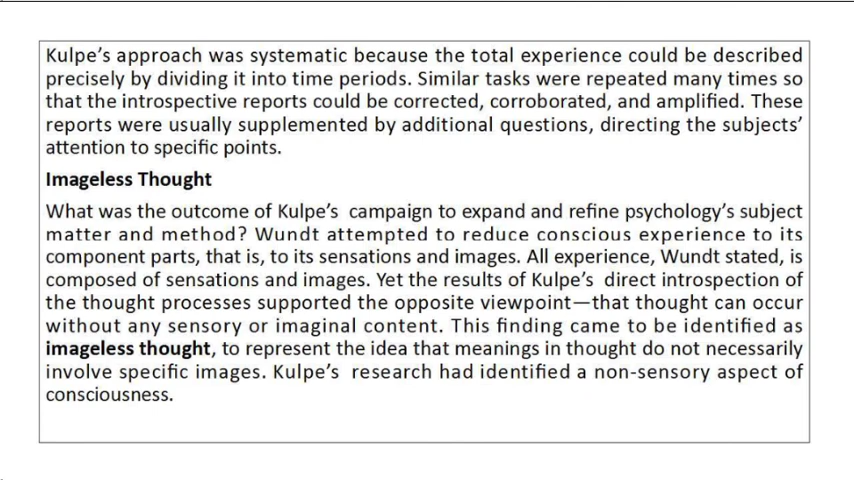 Kulpe’s approach was systematic because the total experience could be described
precisely by dividing it into time periods. Similar tasks were repeated many times so
that the introspective reports could be corrected, corroborated, and amplified. These
reports were usually supplemented by additional questions, directing the subjects’
attention to specific points.
Imageless Thought
What was the outcome of Kulpe’s campaign to expand and refine psychology’s subject
matter and method? Wundt attempted to reduce conscious experience to its
component parts, that is, to its sensations and images. All experience, Wundt stated, is
composed of sensations and images. Yet the results of Kulpe’s direct introspection of
the thought processes supported the opposite viewpoint—that thought can occur
without any sensory or imaginal content. This finding came to be identified as
imageless thought, to represent the idea that meanings in thought do not necessarily
involve specific images. Kulpe’s research had identified a non-sensory aspect of
consciousness.